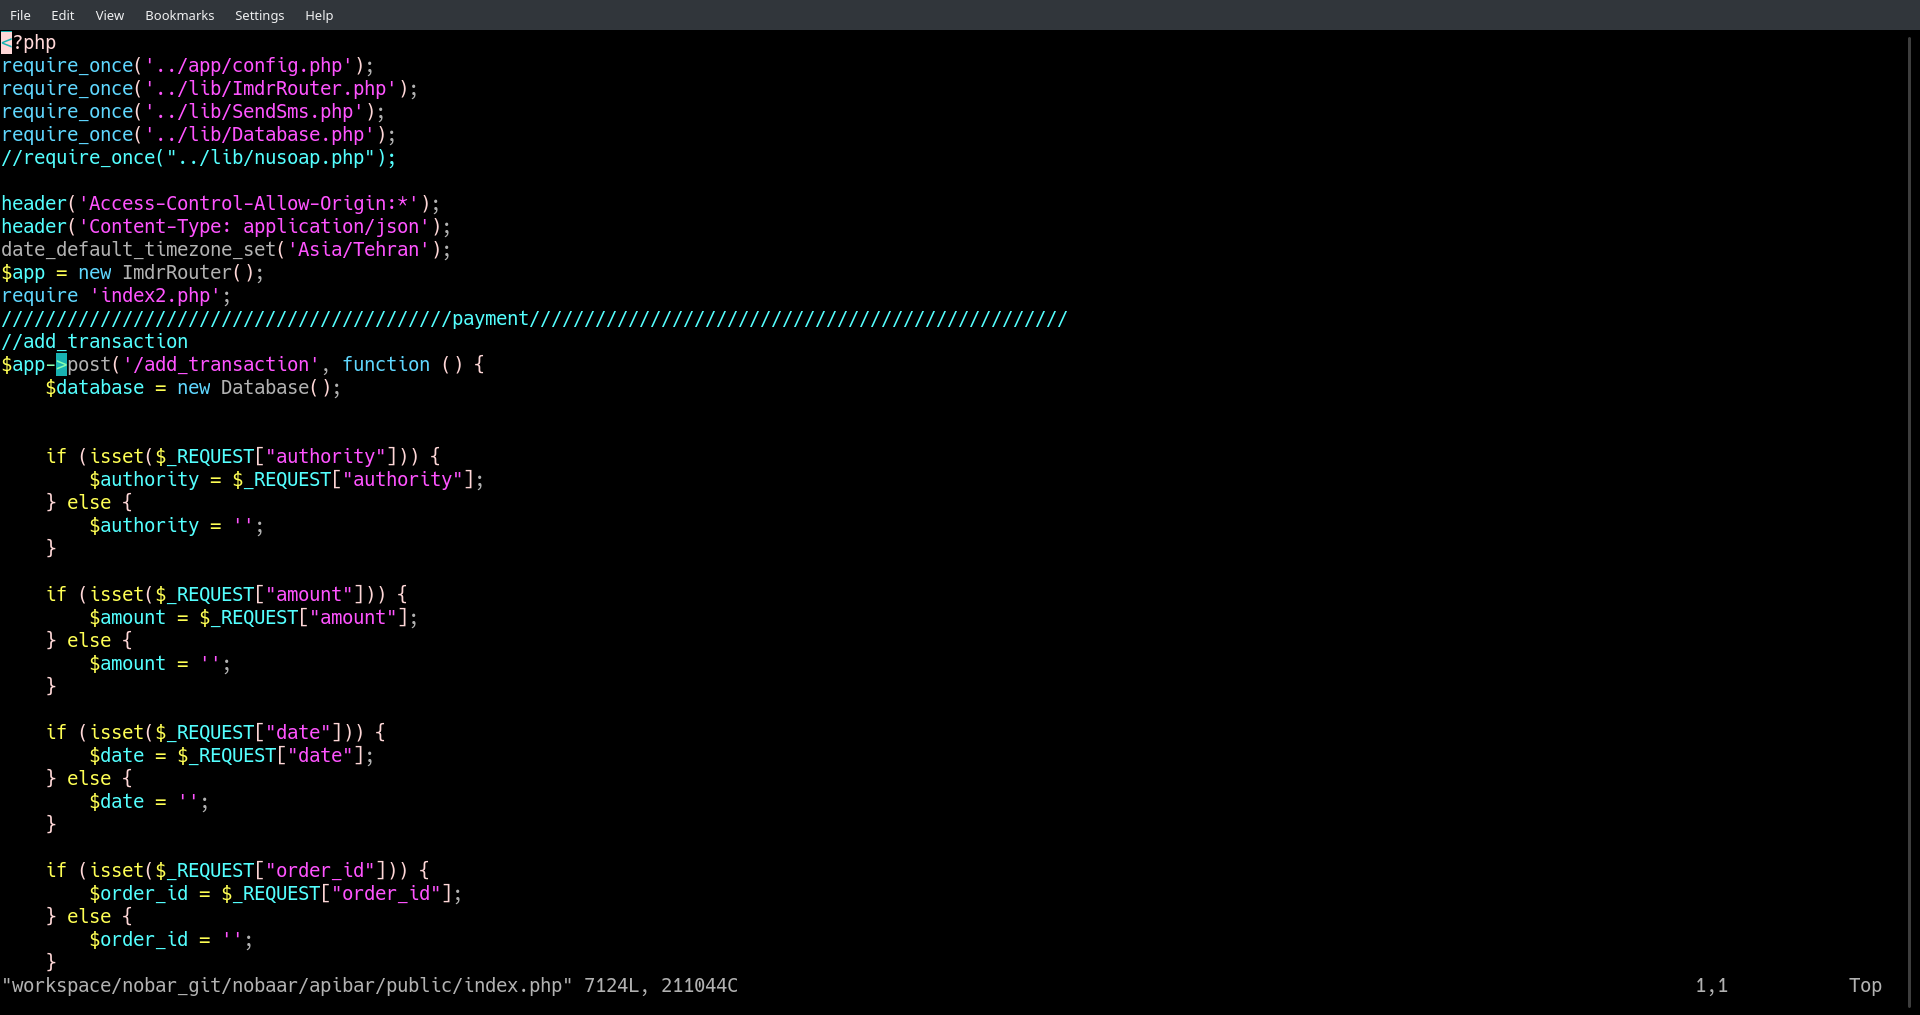 File Edit View Bookmarks Settings Help
<?php
require_once('../app/config.php');
require_once('../lib/ImdrRouter.php');
require_once('../lib/SendSms.php');
require_once('../lib/Database.php');
//require_once("../lib/nusoap.php");
header('Access-Control-Allow-Origin:*');
header('Content-Type: application/json');
date_default_timezone_set('Asia/Tehran');
$app = new ImdrRouter();
require 'index2.php';
/////////////////////////////////////////payment/////////////////////////////////////////////////
//add_transaction
$app->post('/add_transaction', function () {
    $database = new Database();
    if (isset($_REQUEST["authority"])) {
        $authority = $_REQUEST["authority"];
    } else {
        $authority = '';
    }
    if (isset($_REQUEST["amount"])) {
        $amount = $_REQUEST["amount"];
    } else {
        $amount = '';
    }
    if (isset($_REQUEST["date"])) {
        $date = $_REQUEST["date"];
    } else {
        $date = '';
    }
    if (isset($_REQUEST["order_id"])) {
        $order_id = $_REQUEST["order_id"];
    } else {
        $order_id = '';
    }
"workspace/nobar_git/nobaar/apibar/public/index.php" 7124L, 211044C 1,1 Top